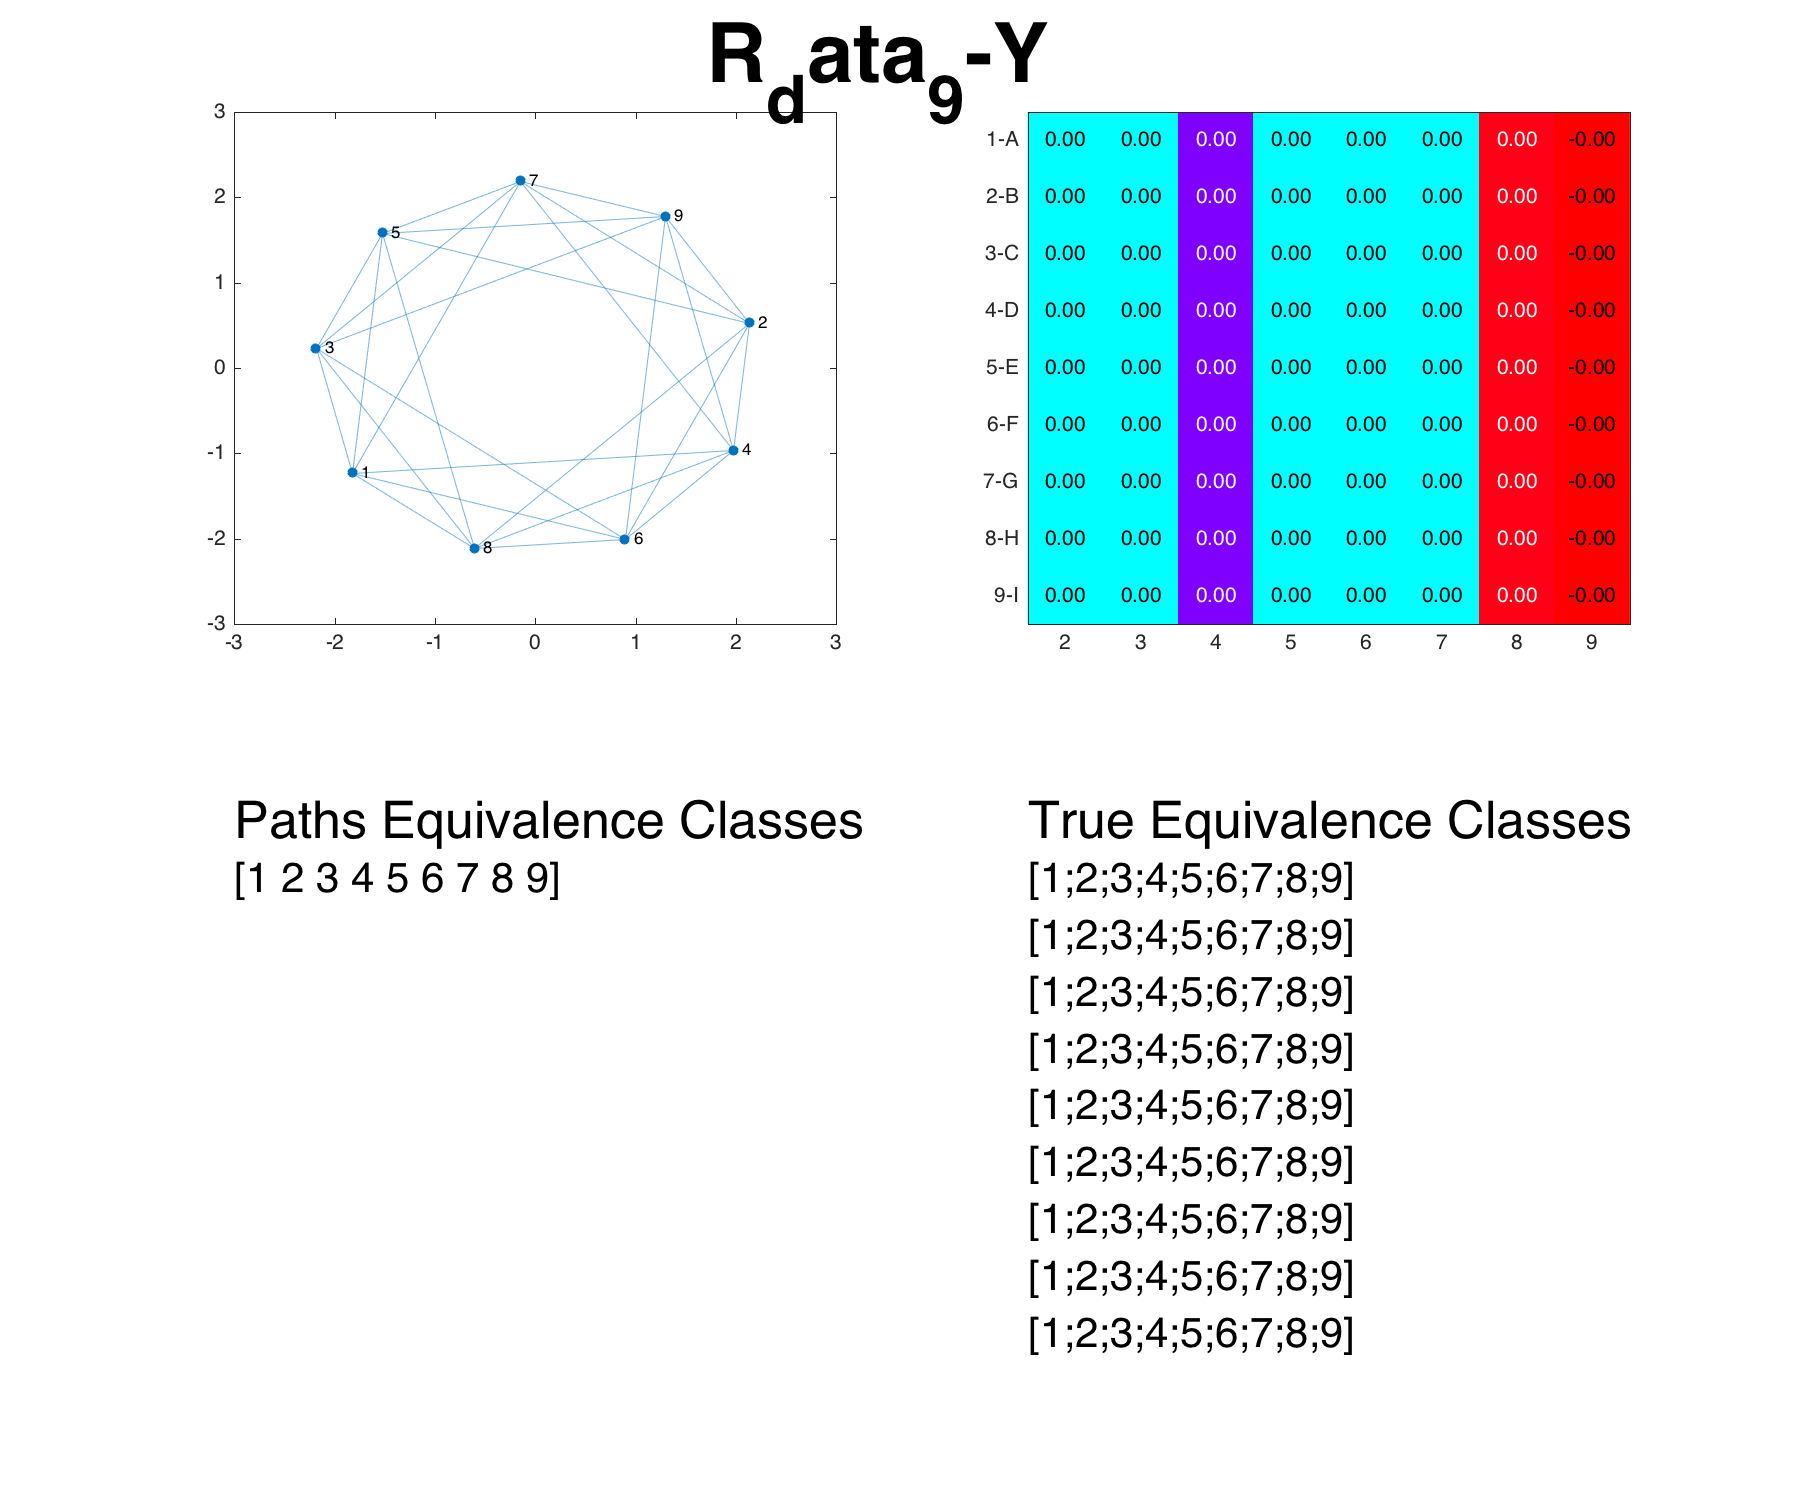 Rdata9-Y
3
2
1
0
-1
-2
-3
-3 -2 -1 0 1 2 3
7
9
5
2
3
4
1
6
8
1-A 0.00 0.00 0.00 0.00 0.00 0.00 0.00 -0.00
2-B 0.00 0.00 0.00 0.00 0.00 0.00 0.00 -0.00
3-C 0.00 0.00 0.00 0.00 0.00 0.00 0.00 -0.00
4-D 0.00 0.00 0.00 0.00 0.00 0.00 0.00 -0.00
5-E 0.00 0.00 0.00 0.00 0.00 0.00 0.00 -0.00
6-F 0.00 0.00 0.00 0.00 0.00 0.00 0.00 -0.00
7-G 0.00 0.00 0.00 0.00 0.00 0.00 0.00 -0.00
8-H 0.00 0.00 0.00 0.00 0.00 0.00 0.00 -0.00
9-I 0.00 0.00 0.00 0.00 0.00 0.00 0.00 -0.00
2 3 4 5 6 7 8 9
Paths Equivalence Classes
[1 2 3 4 5 6 7 8 9]
True Equivalence Classes
[1;2;3;4;5;6;7;8;9]
[1;2;3;4;5;6;7;8;9]
[1;2;3;4;5;6;7;8;9]
[1;2;3;4;5;6;7;8;9]
[1;2;3;4;5;6;7;8;9]
[1;2;3;4;5;6;7;8;9]
[1;2;3;4;5;6;7;8;9]
[1;2;3;4;5;6;7;8;9]
[1;2;3;4;5;6;7;8;9]